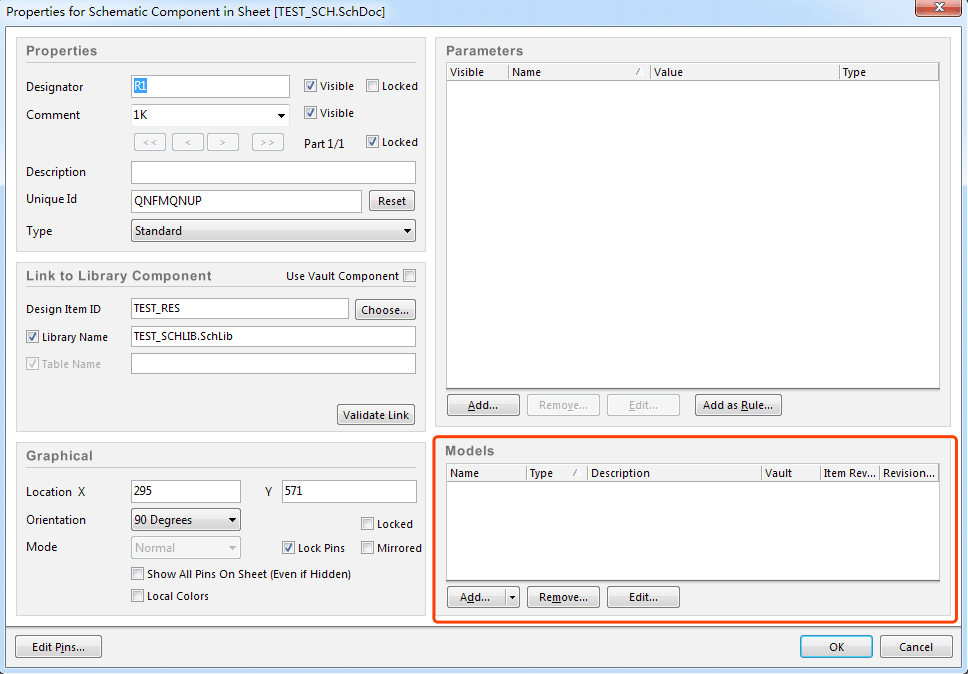 Properties for Schematic Component in Sheet [TEST_SCH.SchDoc]
Properties
Designator R1 Visible Locked
Comment 1K Visible
<< < > >> Part 1/1 Locked
Description
Unique Id QNFMQNUP Reset
Type Standard
Link to Library Component Use Vault Component
Design Item ID TEST_RES Choose...
Library Name TEST_SCHLIB.SchLib
Table Name
Validate Link
Graphical
Location X 295 Y 571
Orientation 90 Degrees Locked
Mode Normal Lock Pins Mirrored
Show All Pins On Sheet (Even if Hidden)
Local Colors
Parameters
Visible Name / Value Type
Add... Remove... Edit... Add as Rule...
Models
Name Type / Description Vault Item Rev... Revision...
Add... Remove... Edit...
Edit Pins... OK Cancel